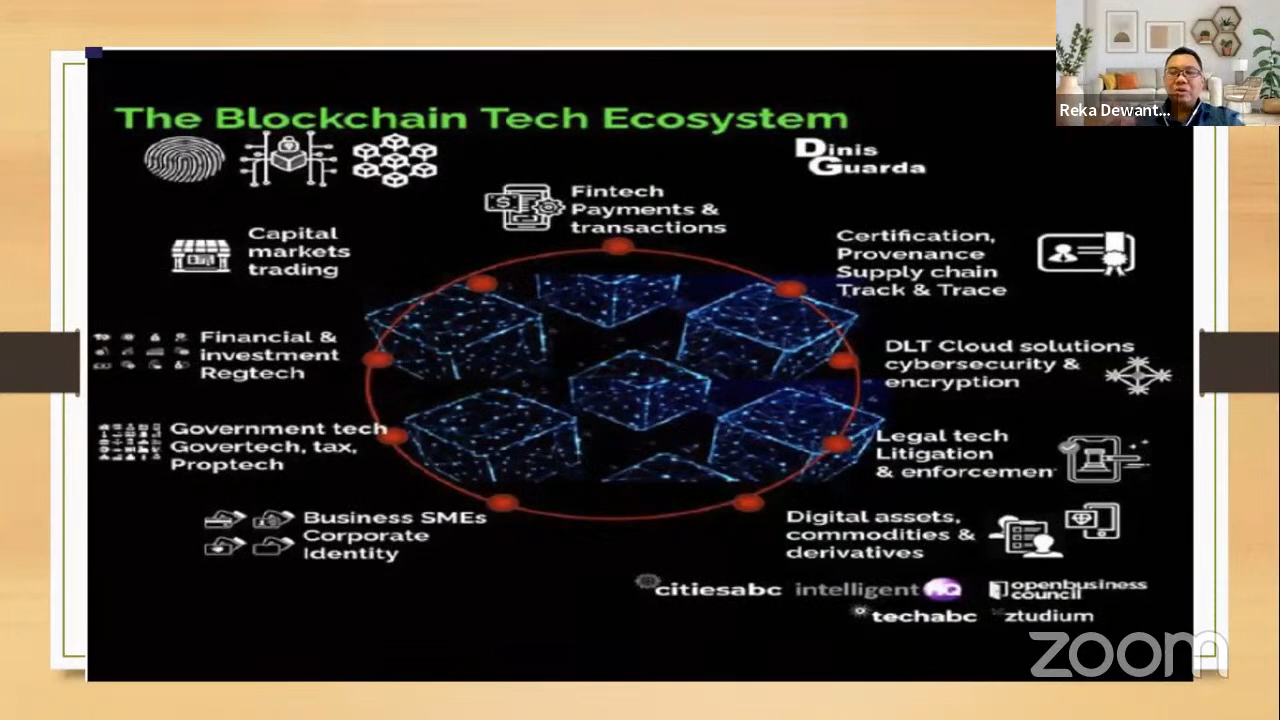 Reka Dewant...
The Blockchain Tech Ecosystem
Dinis
Guarda
Fintech
Payments &
transactions
Capital
markets
trading
Certification,
Provenance
Supply chain
Track & Trace
Financial &
investment
Regtech
DLT Cloud solutions
cybersecurity &
encryption
Government tech
Govertech, tax,
Proptech
Legal tech
Litigation
& enforcemen
Business SMEs
Corporate
Identity
Digital assets,
commodities &
derivatives
citiesabc intelligent HQ openbusiness
council
techabc ztudium
zoom